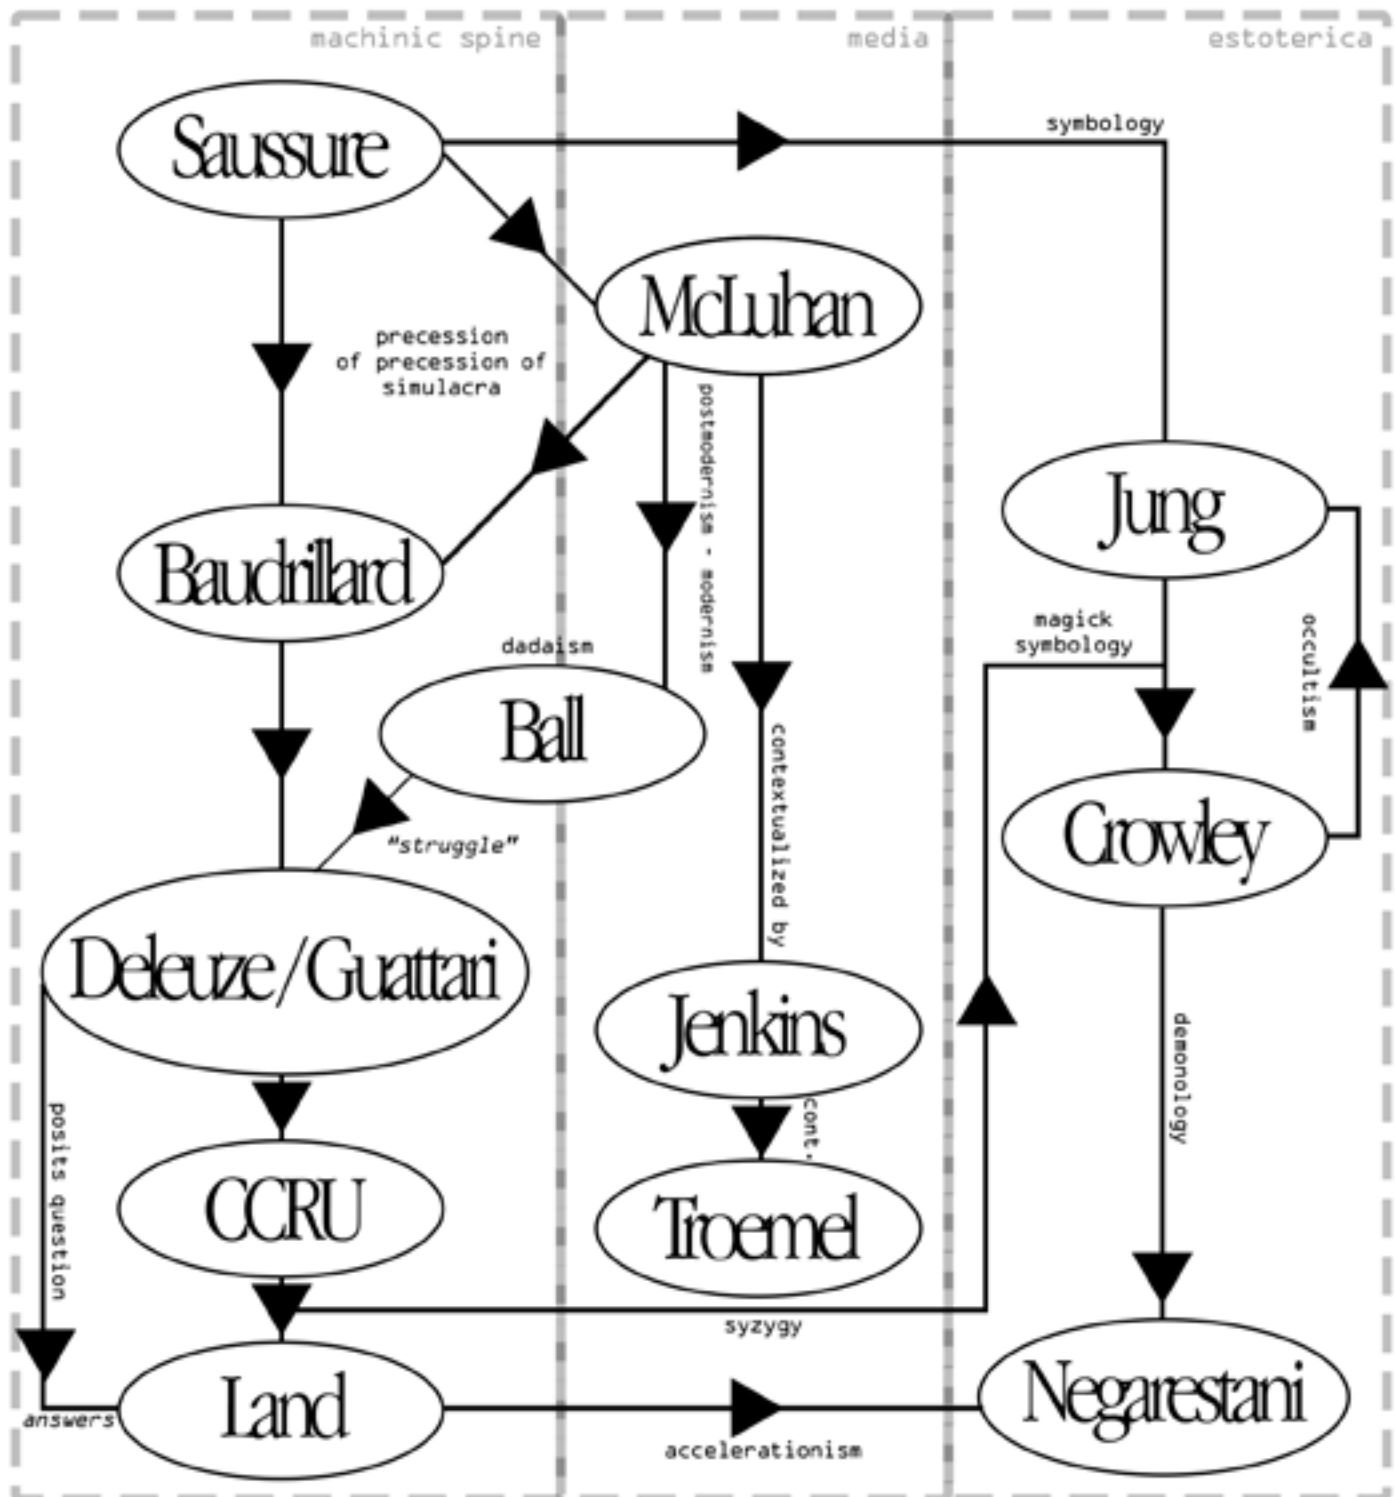 machinic spine
media
estoterica
Saussure
symbology
McLuhan
precession
of precession of
simulacra
postmodernism - modernism
Jung
Baudrillard
magick
symbology
occultism
dadaism
Ball
contextualized by
"struggle"
Crowley
Deleuze/Guattari
Jenkins
demonology
posits question
cont.
CCRU
Troemel
syzygy
Land
answers
accelerationism
Negarestani